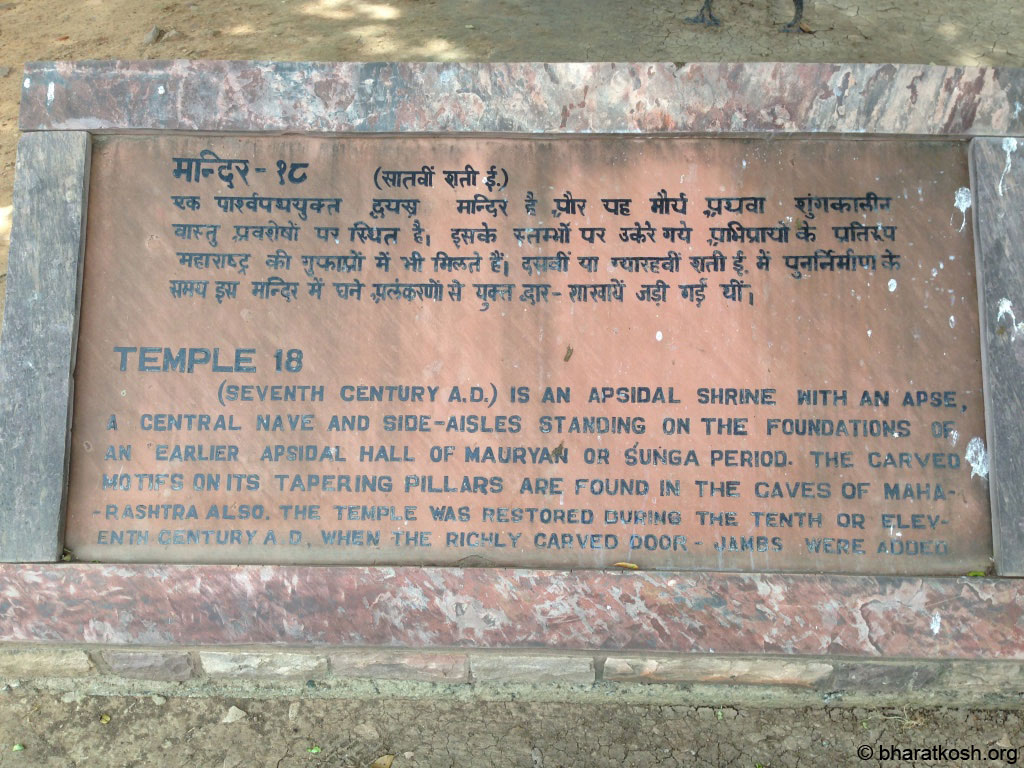 मन्दिर - १८ (सातवीं शती ई.)
एक पार्श्वपथयुक्त द्वयस्र मन्दिर है और यह मौर्य अथवा शुंगकालीन
वास्तु अवशेषों पर स्थित है। इसके स्तम्भों पर उकेरे गये अभिप्रायों के प्रतिरूप
महाराष्ट्र की गुफाओं में भी मिलते हैं। दसवीं या ग्यारहवीं शती ई. में पुनर्निर्माण के
समय इस मन्दिर में घने अलंकरणों से युक्त द्वार - शाखायें जड़ी गई थीं।
TEMPLE 18
(SEVENTH CENTURY A.D.) IS AN APSIDAL SHRINE WITH AN APSE,
A CENTRAL NAVE AND SIDE-AISLES STANDING ON THE FOUNDATIONS OF
AN EARLIER APSIDAL HALL OF MAURYAN OR SUNGA PERIOD. THE CARVED
MOTIFS ON ITS TAPERING PILLARS ARE FOUND IN THE CAVES OF MAHA-
-RASHTRA ALSO. THE TEMPLE WAS RESTORED DURING THE TENTH OR ELEV-
ENTH CENTURY A.D. WHEN THE RICHLY CARVED DOOR - JAMBS WERE ADDED
© bharatkosh.org